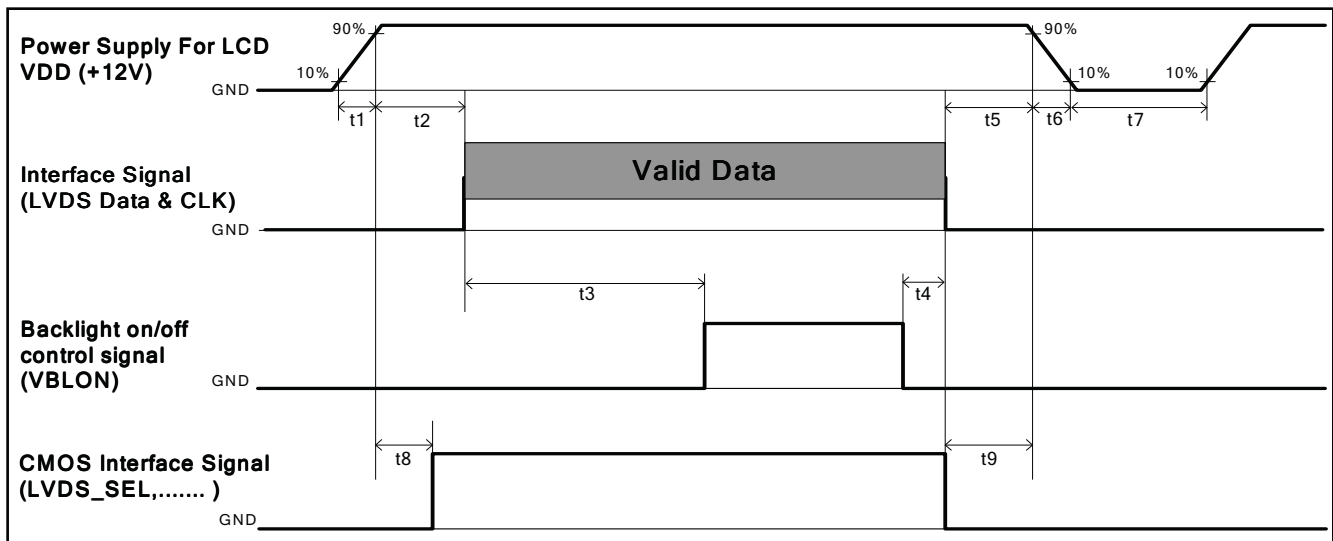 Power Supply For LCD
VDD (+12V)
90%
10%
GND
90%
10%
10%
t1
t2
t5
t6
t7
Interface Signal
(LVDS Data & CLK)
Valid Data
GND
t3
t4
Backlight on/off
control signal
(VBLON)
GND
t8
t9
CMOS Interface Signal
(LVDS_SEL,....... )
GND